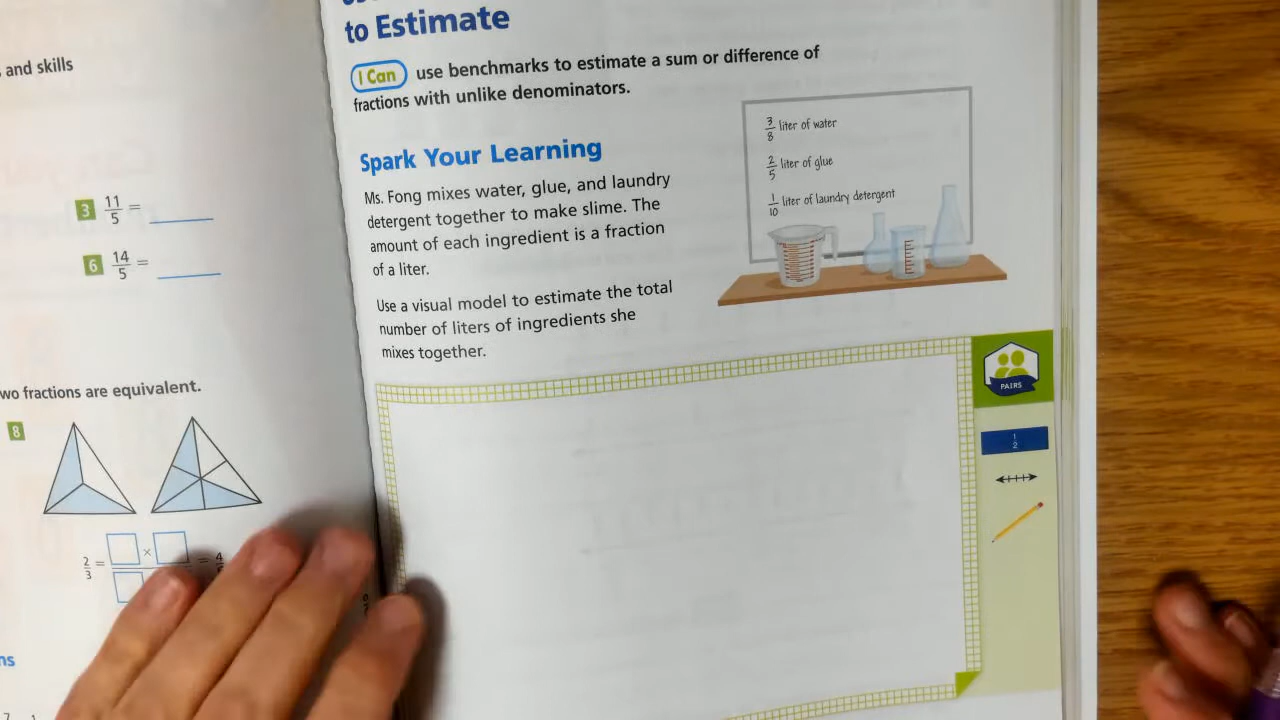 and skills
3 11/5 =
6 14/5 =
wo fractions are equivalent.
8
2/3 = × = 4
ns
to Estimate
I Can use benchmarks to estimate a sum or difference of
fractions with unlike denominators.
Spark Your Learning
Ms. Fong mixes water, glue, and laundry
detergent together to make slime. The
amount of each ingredient is a fraction
of a liter.
Use a visual model to estimate the total
number of liters of ingredients she
mixes together.
3/8 liter of water
2/5 liter of glue
1/10 liter of laundry detergent
PAIRS
1/2